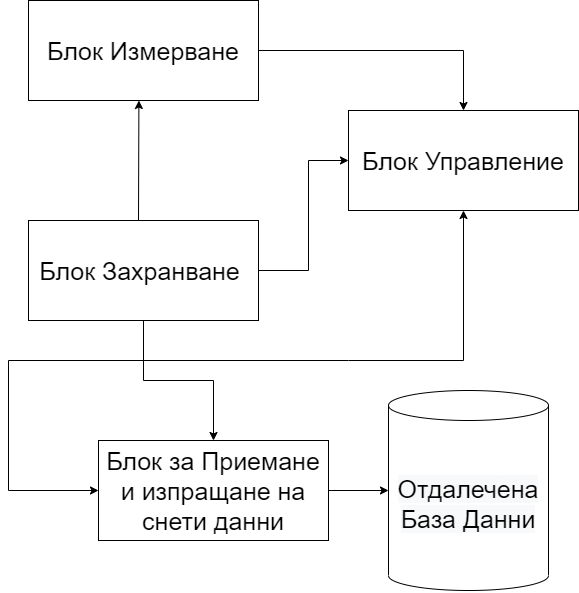 Блок Измерване
Блок Управление
Блок Захранване
Блок за Приемане
и изпращане на
снети данни
Отдалечена
База Данни